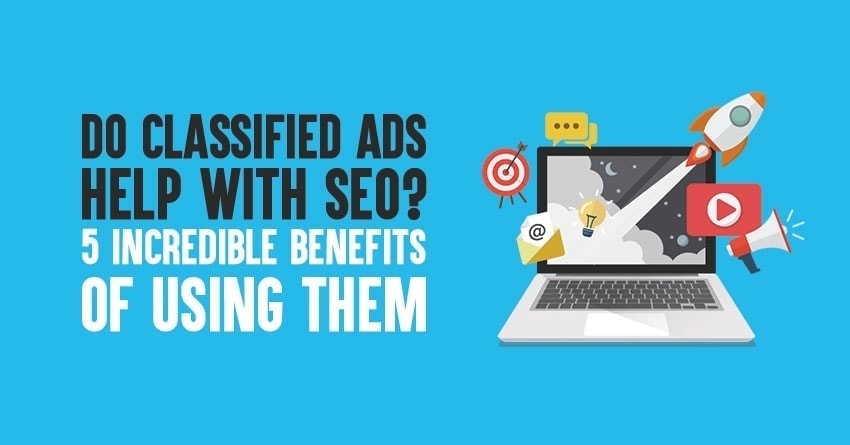 DO CLASSIFIED ADS
HELP WITH SEO?
5 INCREDIBLE BENEFITS
OF USING THEM
@